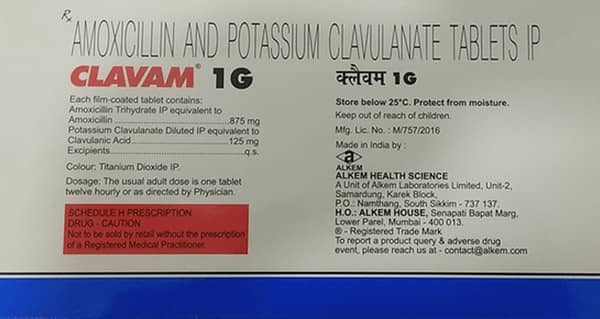 Rx AMOXICILLIN AND POTASSIUM CLAVULANATE TABLETS IP
CLAVAM® 1G
Each film-coated tablet contains:
Amoxicillin Trihydrate IP equivalent to
Amoxicillin...............................875 mg
Potassium Clavulanate Diluted IP equivalent to
Clavulanic Acid..........................125 mg
Excipients..................................q.s.
Colour: Titanium Dioxide IP.
Dosage: The usual adult dose is one tablet
twelve hourly or as directed by Physician.
SCHEDULE H PRESCRIPTION
DRUG - CAUTION
Not to be sold by retail without the prescription
of a Registered Medical Practitioner.
क्लैवम 1G
Store below 25°C. Protect from moisture.
Keep out of reach of children.
Mfg. Lic. No. : M/757/2016
Made in India by :
a
ALKEM
ALKEM HEALTH SCIENCE
A Unit of Alkem Laboratories Limited, Unit-2,
Samardung, Karek Block,
P.O.: Namthang, South Sikkim - 737 137.
H.O.: ALKEM HOUSE, Senapati Bapat Marg,
Lower Parel, Mumbai - 400 013.
® - Registered Trade Mark
To report a product query & adverse drug
event, please reach us at - contact@alkem.com